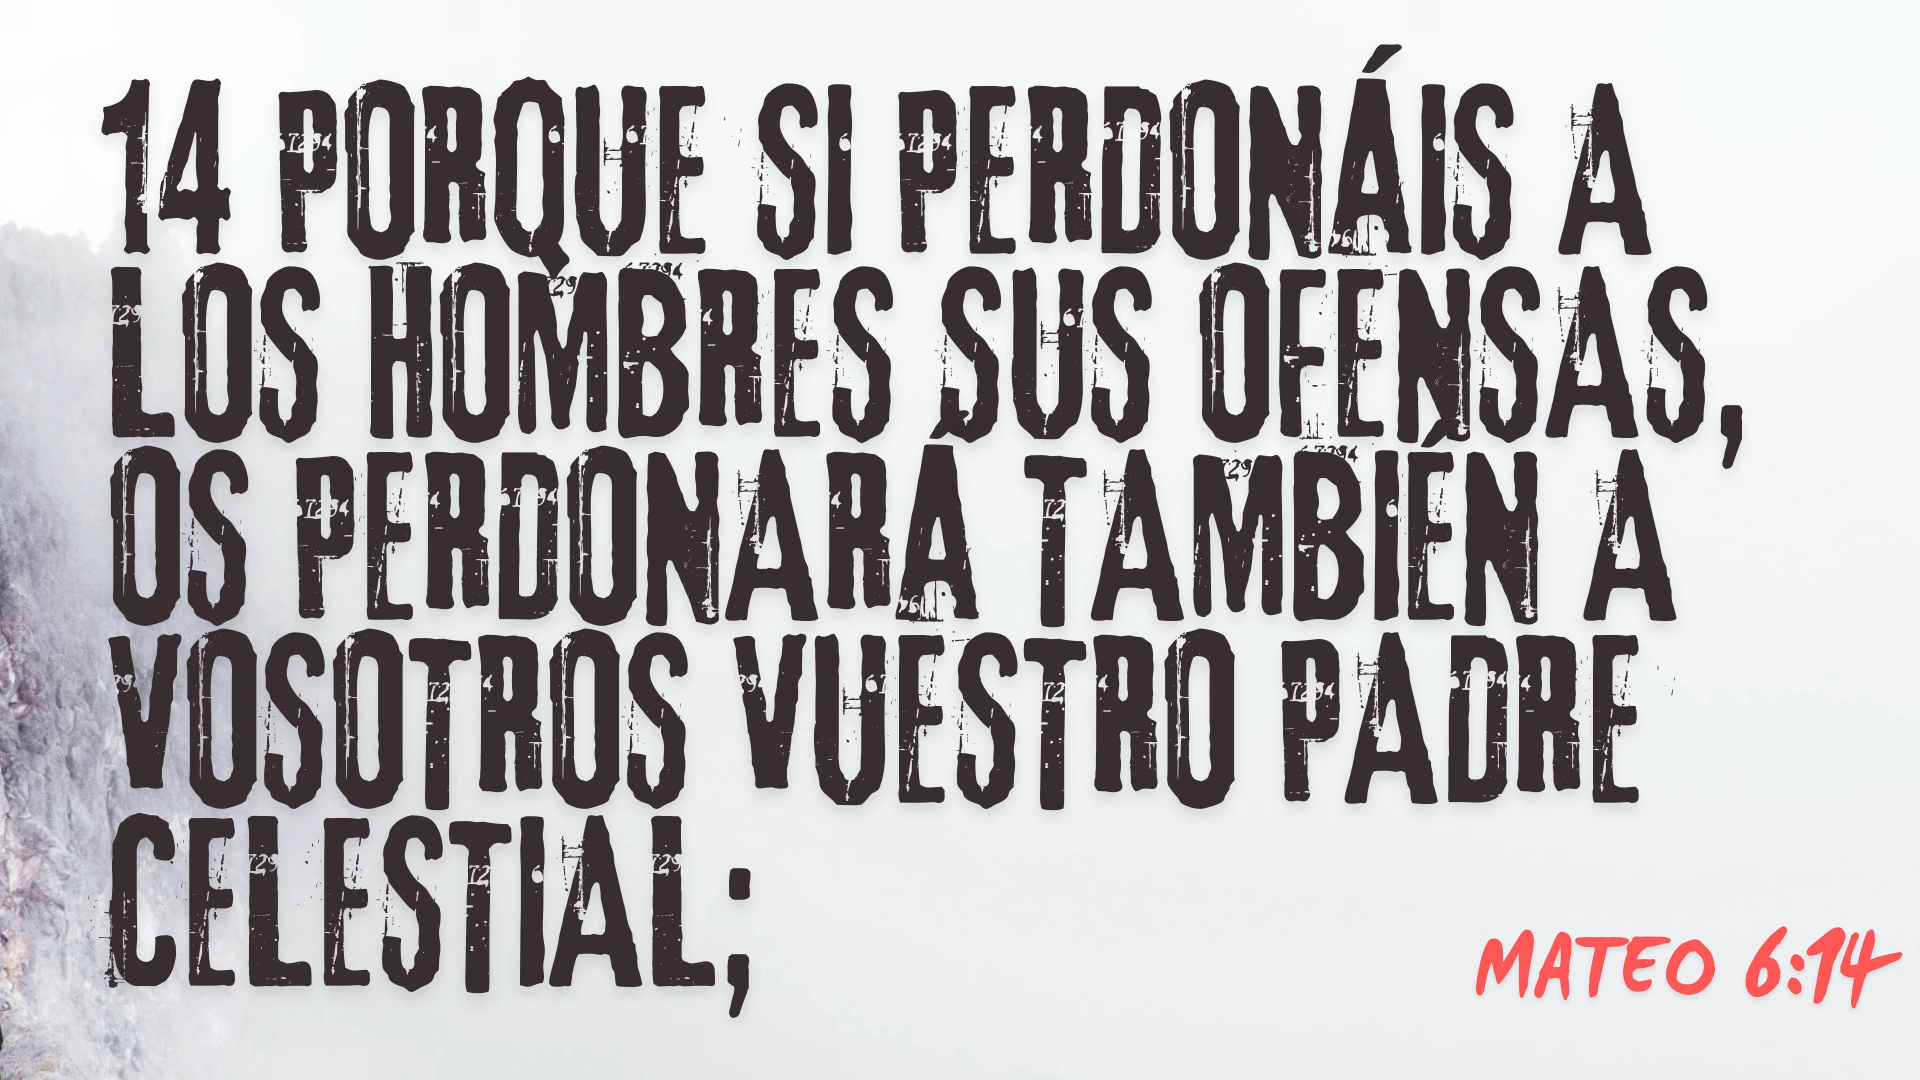 14 PORQUE SI PERDONÁIS A
LOS HOMBRES SUS OFENSAS,
OS PERDONARÁ TAMBIÉN A
VOSOTROS VUESTRO PADRE
CELESTIAL;
MATEO 6:14